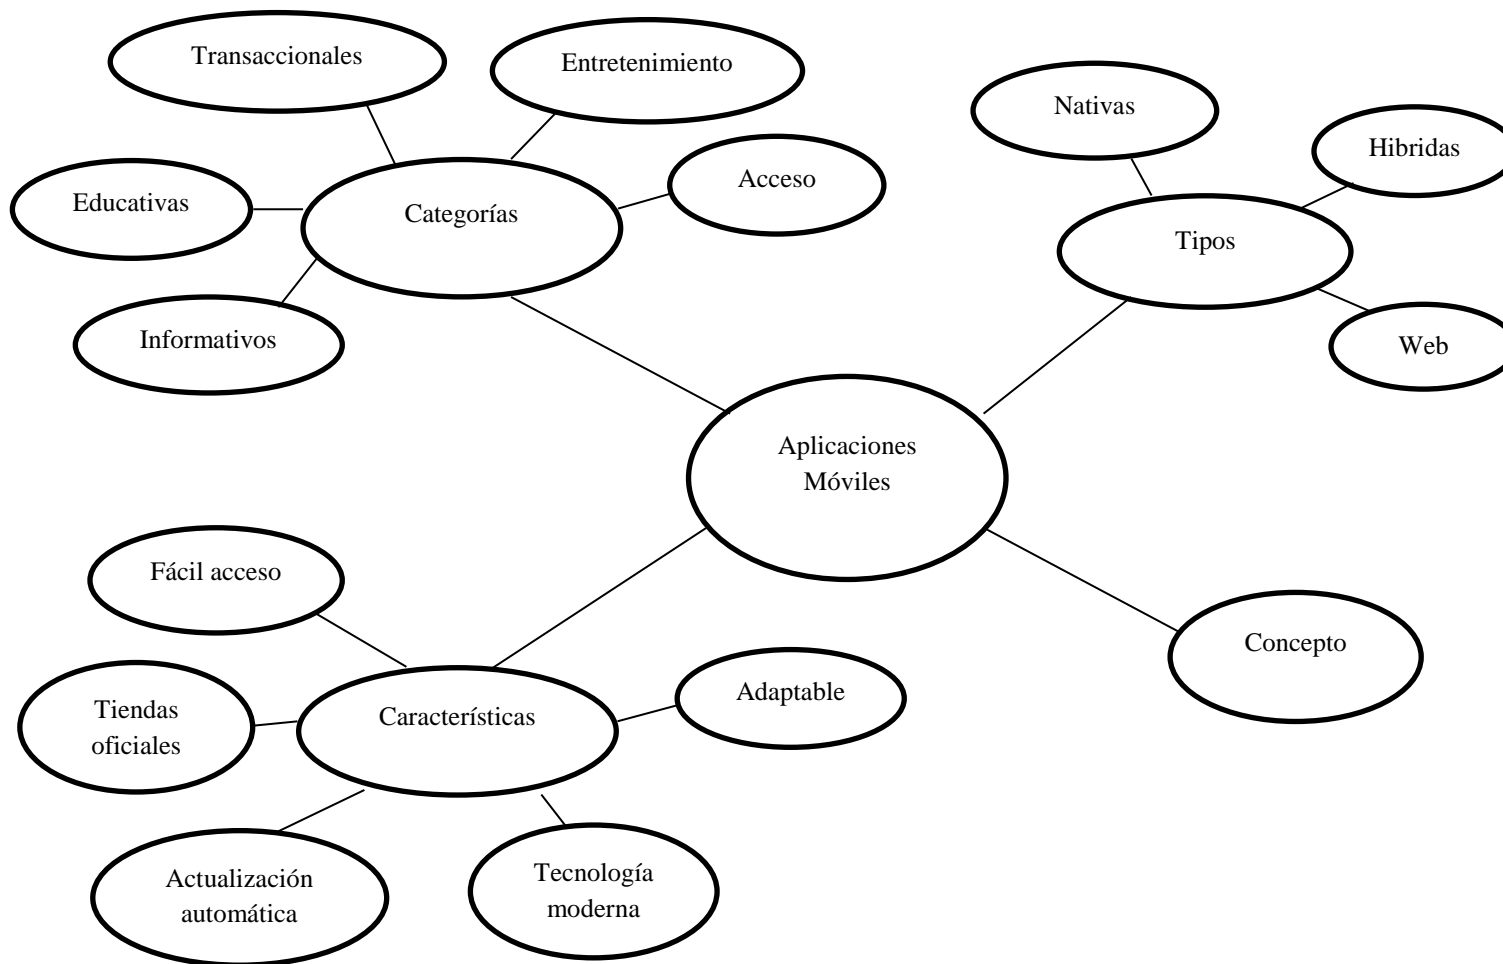 Transaccionales
Entretenimiento
Nativas
Hibridas
Acceso
Educativas
Categorías
Tipos
Informativos
Web
Aplicaciones
Móviles
Fácil acceso
Concepto
Adaptable
Tiendas
oficiales
Características
Tecnología
moderna
Actualización
automática